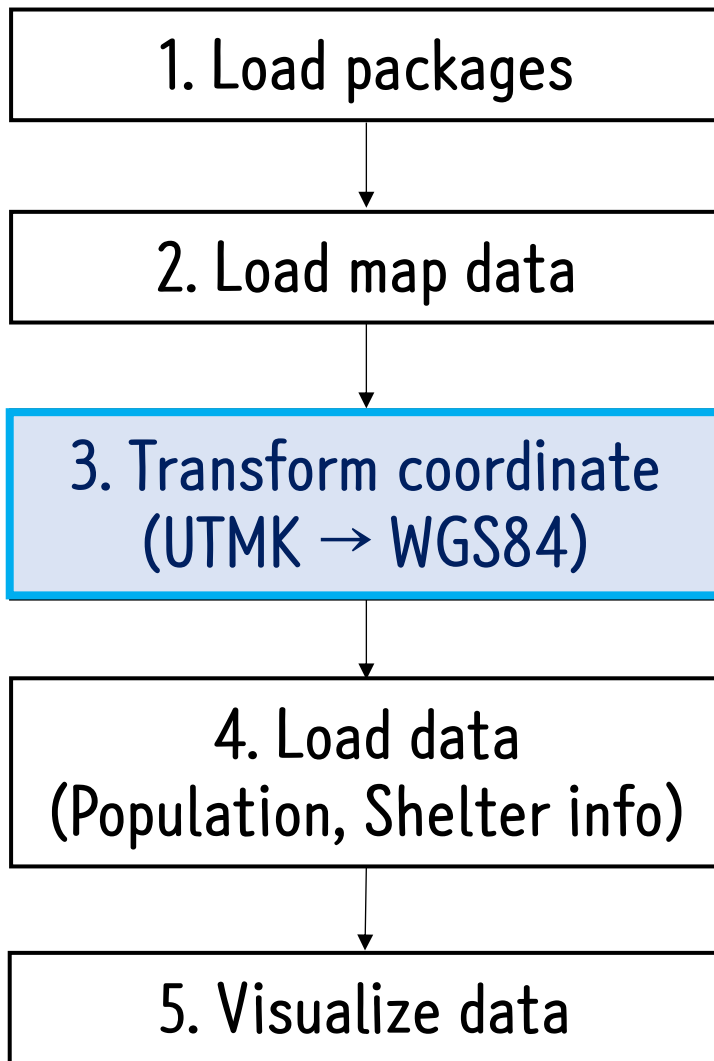 1. Load packages
2. Load map data
3. Transform coordinate
(UTMK → WGS84)
4. Load data
(Population, Shelter info)
5. Visualize data